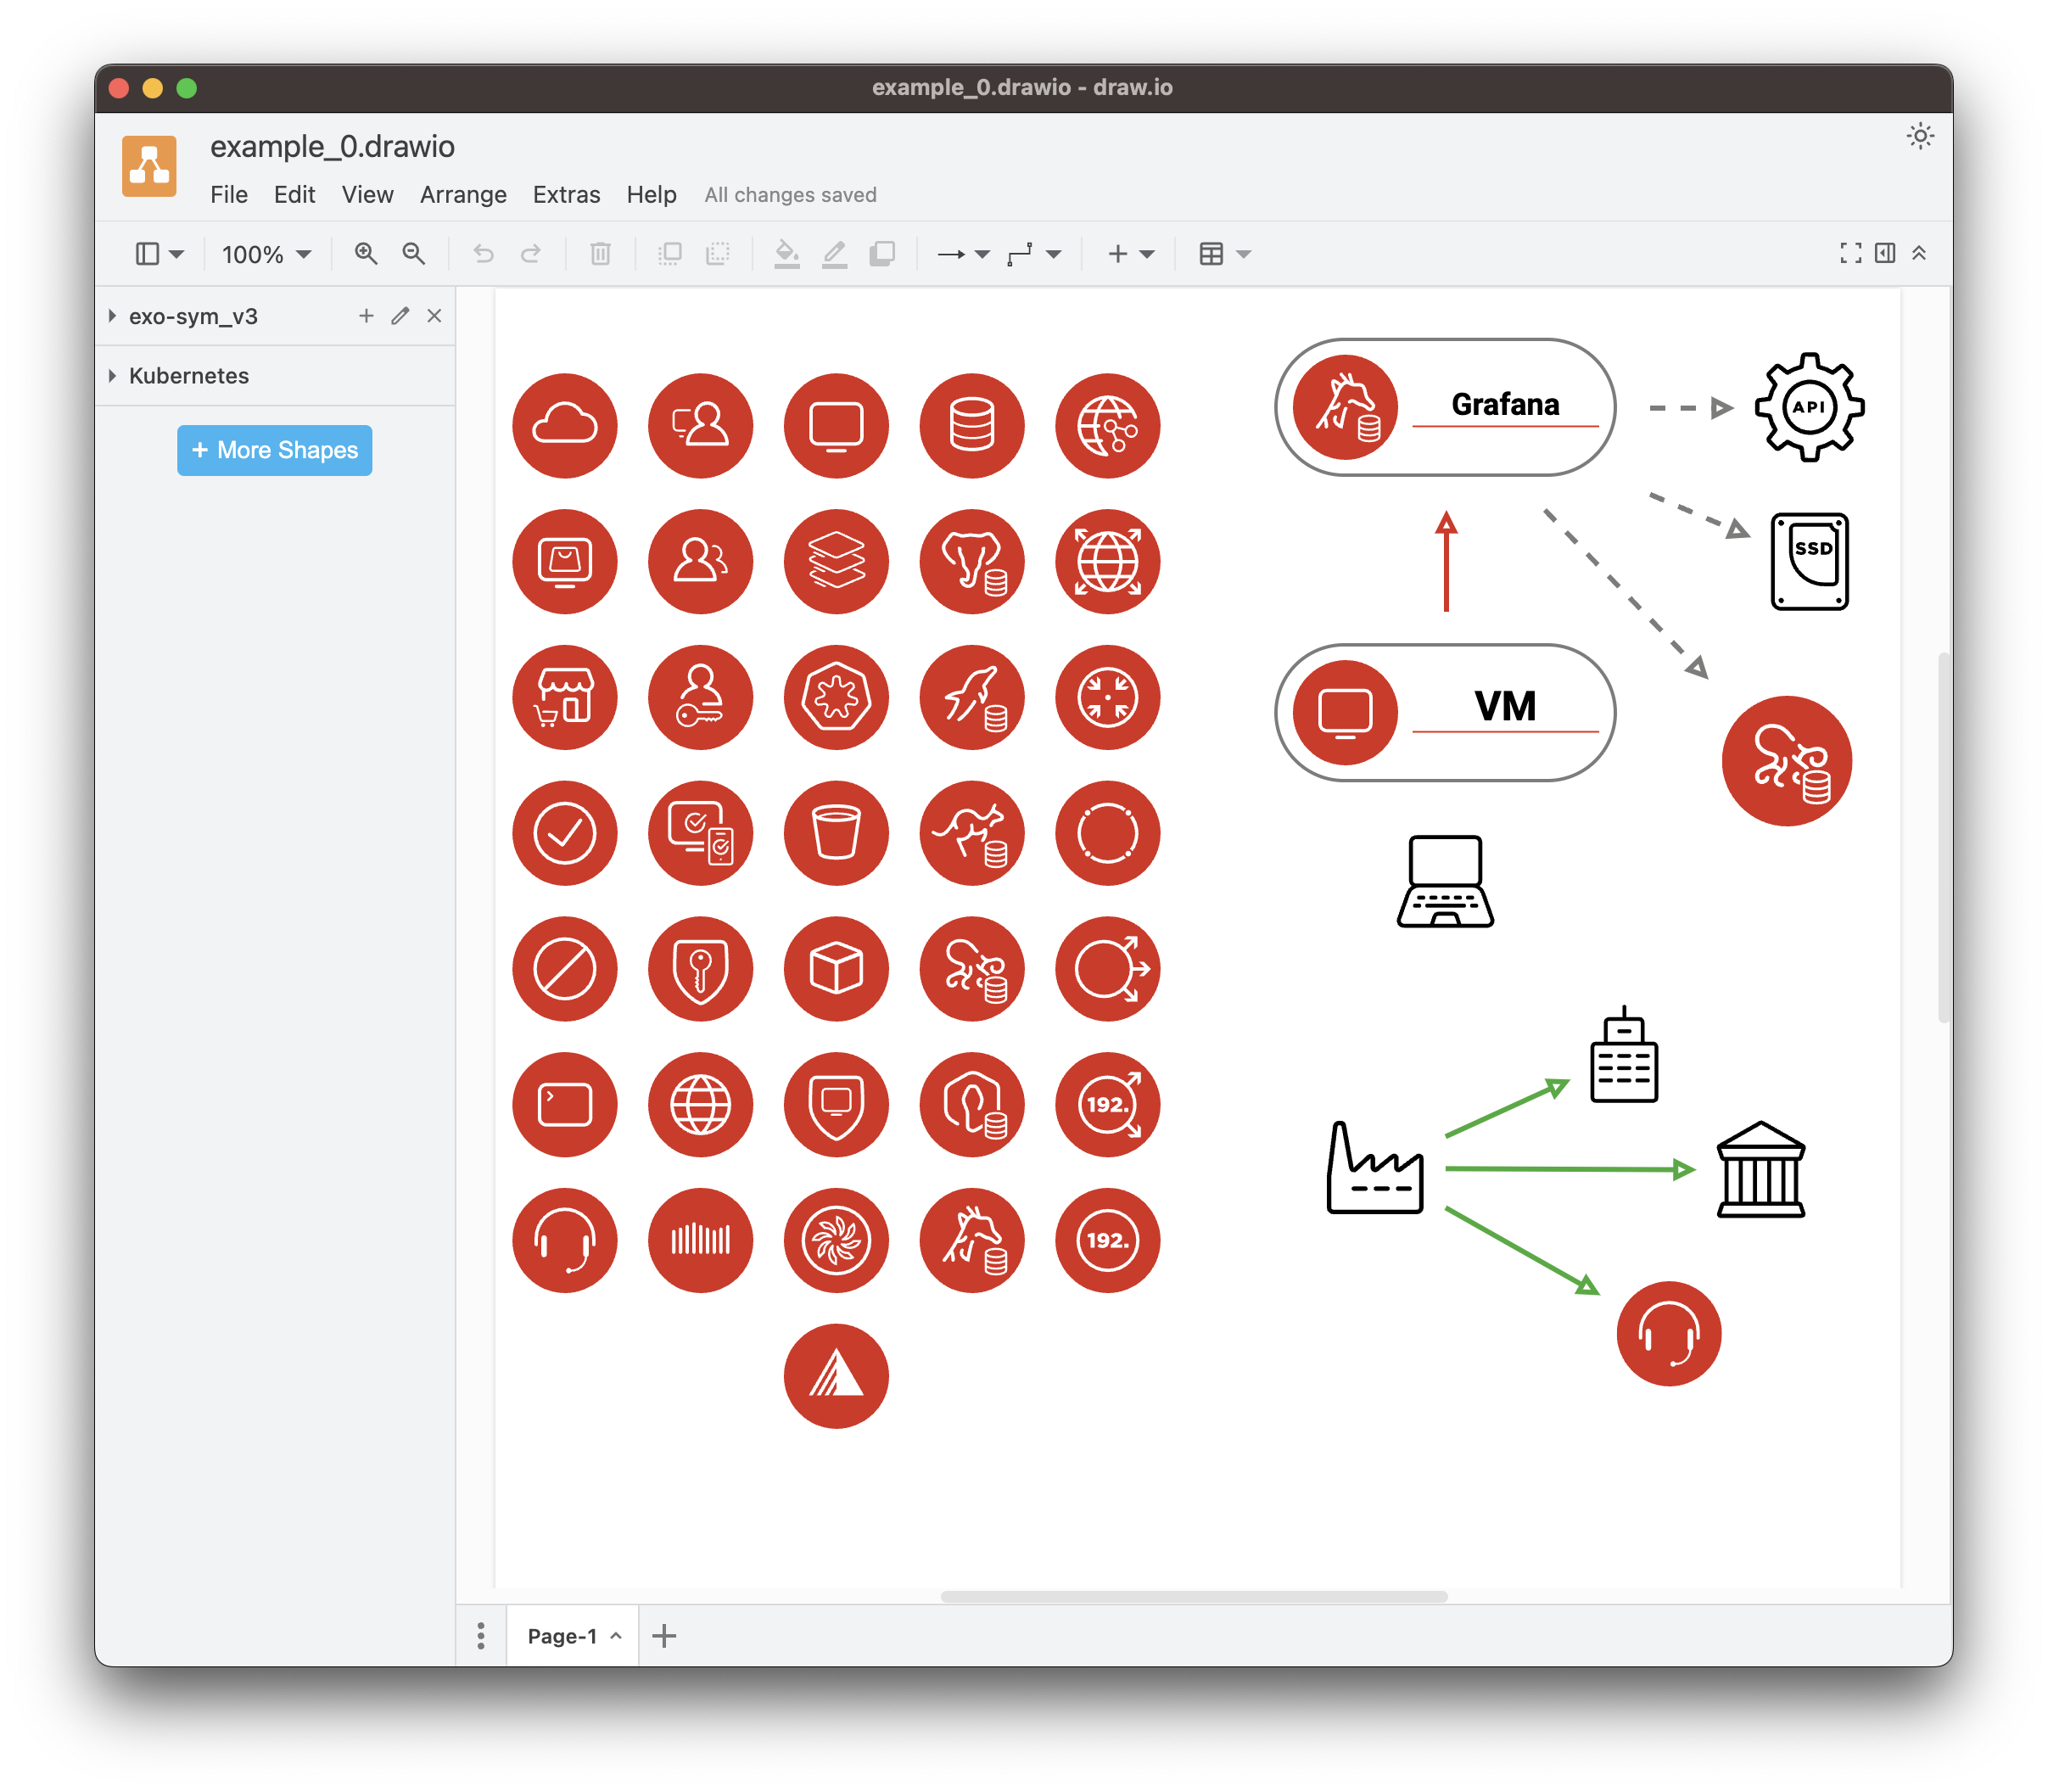 example_0.drawio - draw.io
example_0.drawio
File Edit View Arrange Extras Help All changes saved
100%
exo-sym_v3
Kubernetes
+ More Shapes
Grafana
API
SSD
VM
192.
192.
Page-1